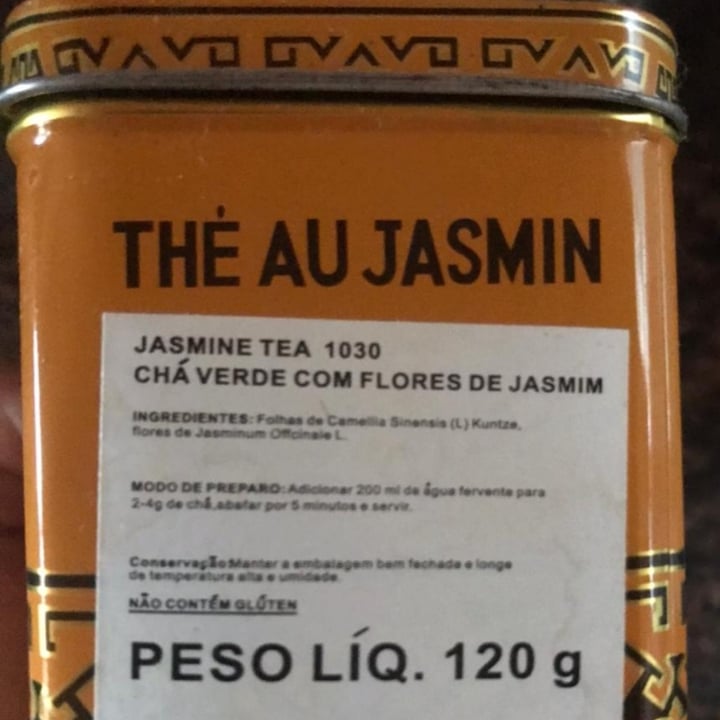 THÉ AU JASMIN
JASMINE TEA 1030
CHÁ VERDE COM FLORES DE JASMIM
INGREDIENTES: Folhas de Camellia Sinensis (L) Kuntze,
flores de Jasminum Officinale L.
MODO DE PREPARO: Adicionar 200 ml de água fervente para
2-4g de chá,abafar por 5 minutos e servir.
Conservação:Manter a embalagem bem fechada e longe
de temperatura alta e umidade.
NÃO CONTÉM GLÚTEN
PESO LÍQ. 120 g